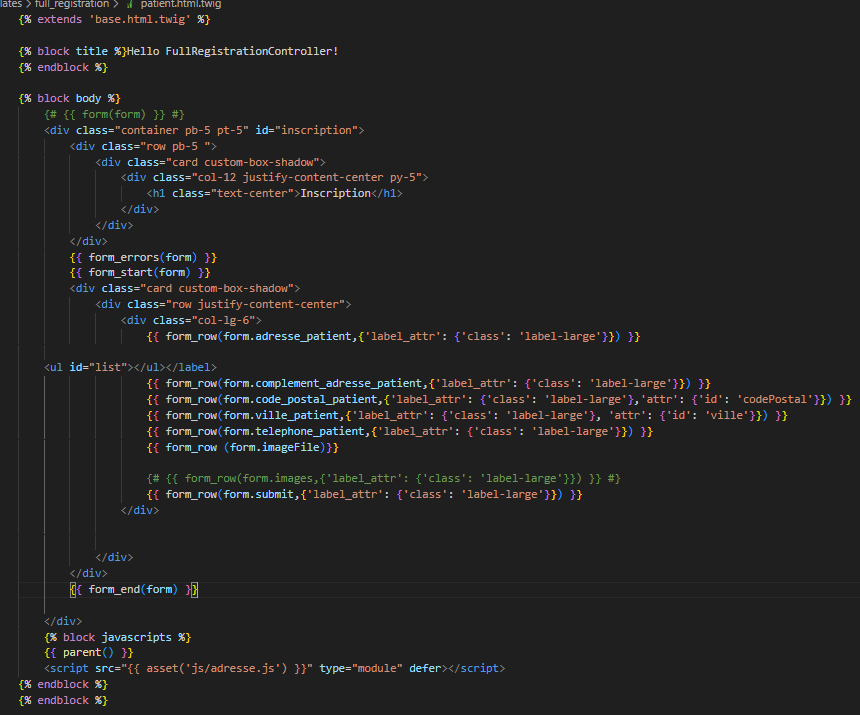 lates > full_registration > patient.html.twig
{% extends 'base.html.twig' %}
{% block title %}Hello FullRegistrationController!
{% endblock %}
{% block body %}
{# {{ form(form) }} #}
<div class="container pb-5 pt-5" id="inscription">
<div class="row pb-5 ">
<div class="card custom-box-shadow">
<div class="col-12 justify-content-center py-5">
<h1 class="text-center">Inscription</h1>
</div>
</div>
</div>
{{ form_errors(form) }}
{{ form_start(form) }}
<div class="card custom-box-shadow">
<div class="row justify-content-center">
<div class="col-lg-6">
{{ form_row(form.adresse_patient,{'label_attr': {'class': 'label-large'}}) }}
<ul id="list"></ul></label>
{{ form_row(form.complement_adresse_patient,{'label_attr': {'class': 'label-large'}}) }}
{{ form_row(form.code_postal_patient,{'label_attr': {'class': 'label-large'},'attr': {'id': 'codePostal'}}) }}
{{ form_row(form.ville_patient,{'label_attr': {'class': 'label-large'}, 'attr': {'id': 'ville'}}) }}
{{ form_row(form.telephone_patient,{'label_attr': {'class': 'label-large'}}) }}
{{ form_row (form.imageFile)}}
{# {{ form_row(form.images,{'label_attr': {'class': 'label-large'}}) }} #}
{{ form_row(form.submit,{'label_attr': {'class': 'label-large'}}) }}
</div>
</div>
</div>
{{ form_end(form) }}
</div>
{% block javascripts %}
{{ parent() }}
<script src="{{ asset('js/adresse.js') }}" type="module" defer></script>
{% endblock %}
{% endblock %}